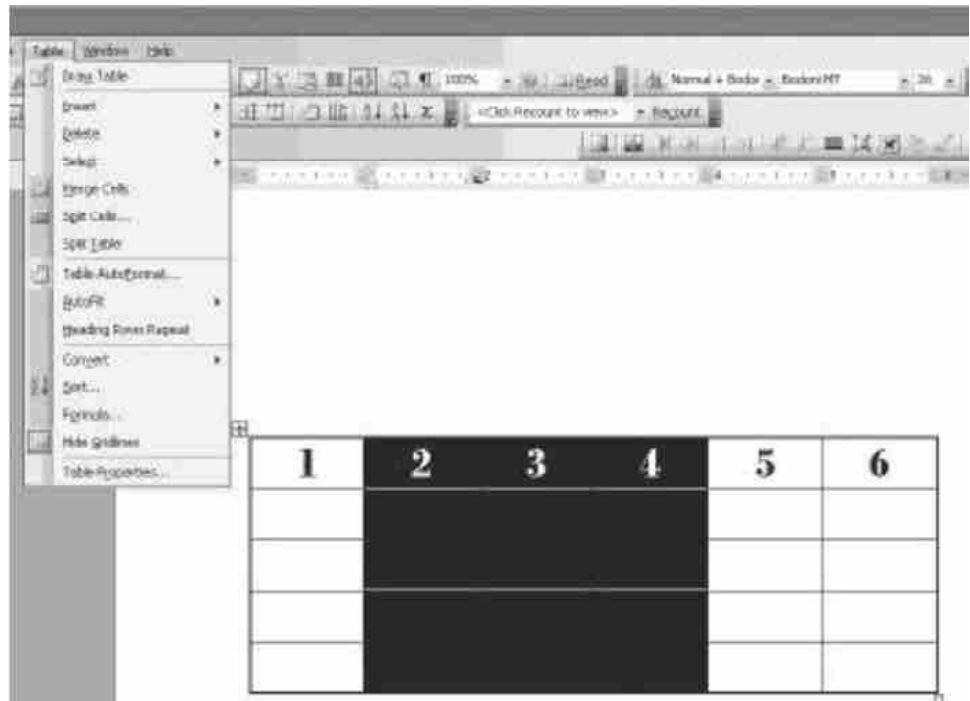 Table Window Help
Draw Table
100% Read Normal + Bodor Bodoni MT 26
Insert
<Click Recount to view> Recount
Delete
Select
Merge Cells
Split Cells...
Split Table
Table AutoFormat...
AutoFit
Heading Rows Repeat
Convert
Sort...
Formula...
Hide Gridlines
Table Properties...
1 2 3 4 5 6